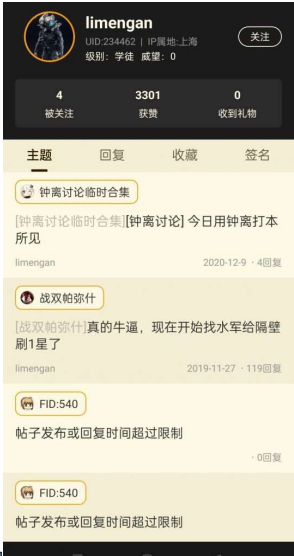 limengan
UID:234462 | IP属地:上海
级别: 学徒 威望: 0
关注
4 3301 0
被关注 获赞 收到礼物
主题 回复 收藏 签名
钟离讨论临时合集
[钟离讨论临时合集][钟离讨论] 今日用钟离打本
所见
limengan 2020-12-9 · 4回复
战双帕弥什
[战双帕弥什]真的牛逼，现在开始找水军给隔壁
刷1星了
limengan 2019-11-27 · 119回复
FID:540
帖子发布或回复时间超过限制
· 0回复
FID:540
帖子发布或回复时间超过限制